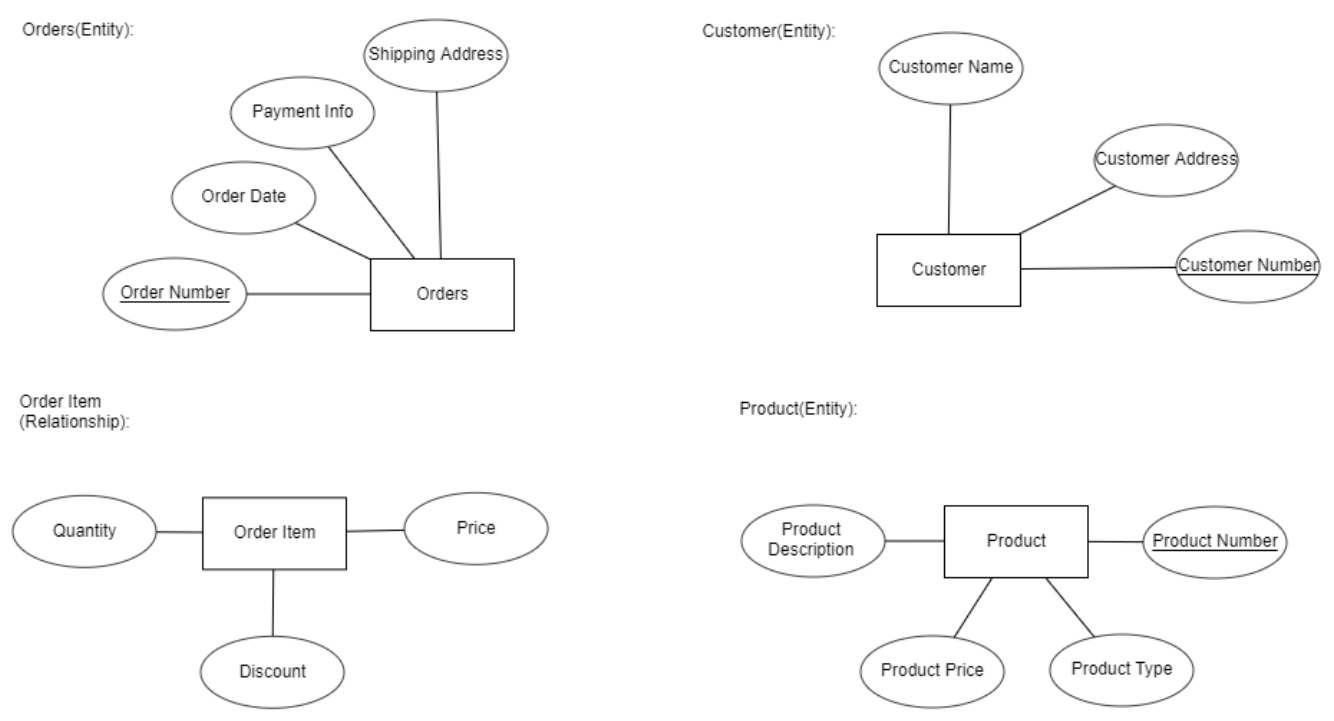 Orders(Entity):
Shipping Address
Payment Info
Order Date
Order Number
Orders
Customer(Entity):
Customer Name
Customer Address
Customer Number
Customer
Order Item
(Relationship):
Quantity
Order Item
Price
Discount
Product(Entity):
Product
Description
Product
Product Number
Product Price
Product Type